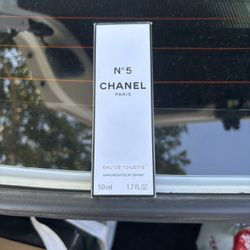 N°5
CHANEL
PARIS
EAU DE TOILETTE
VAPORISATEUR SPRAY
50 ml 1.7 FL.OZ.